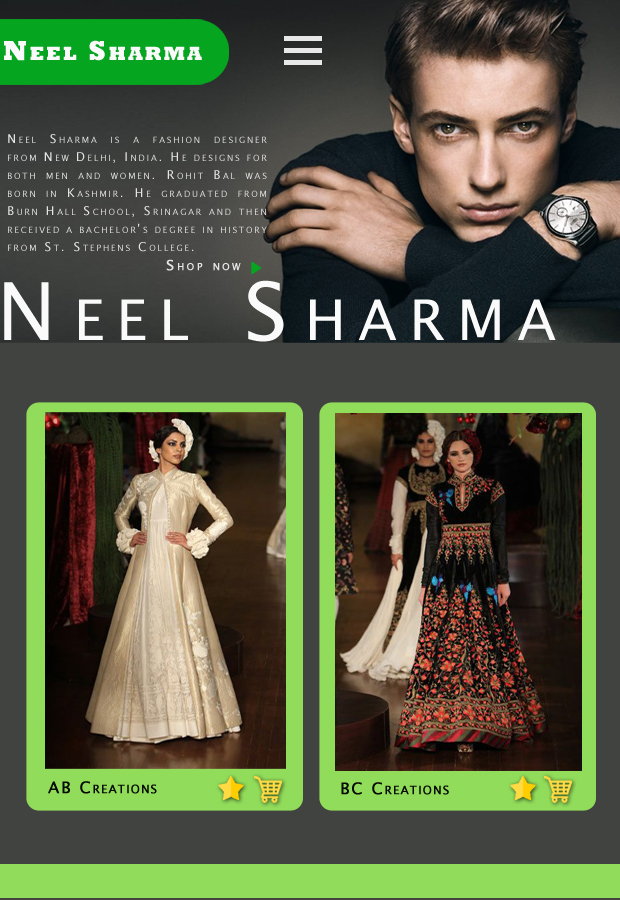 Neel Sharma
Neel Sharma is a fashion designer
from New Delhi, India. He designs for
both men and women. Rohit Bal was
born in Kashmir. He graduated from
Burn Hall School, Srinagar and then
received a bachelor's degree in history
from St. Stephens College.
Shop now
Neel Sharma
AB Creations
BC Creations